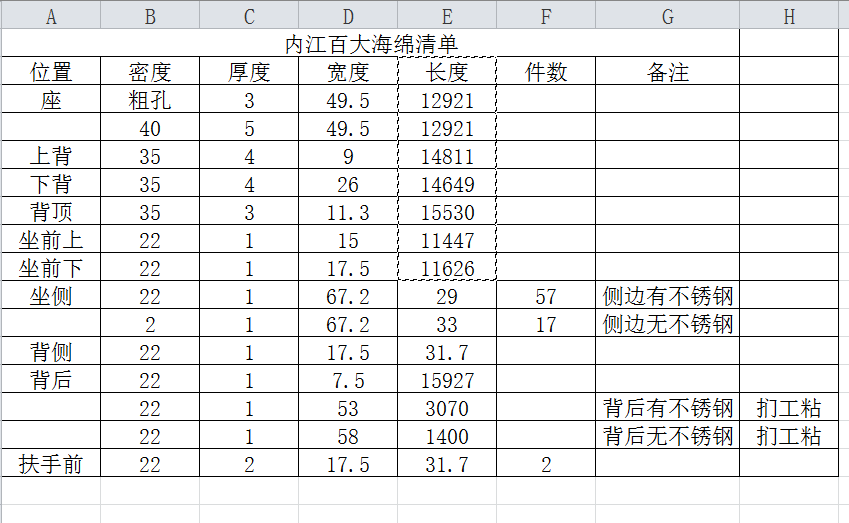 A B C D E F G H
内江百大海绵清单
位置 密度 厚度 宽度 长度 件数 备注
座 粗孔 3 49.5 12921
40 5 49.5 12921
上背 35 4 9 14811
下背 35 4 26 14649
背顶 35 3 11.3 15530
坐前上 22 1 15 11447
坐前下 22 1 17.5 11626
坐侧 22 1 67.2 29 57 侧边有不锈钢
2 1 67.2 33 17 侧边无不锈钢
背侧 22 1 17.5 31.7
背后 22 1 7.5 15927
22 1 53 3070 背后有不锈钢 扪工粘
22 1 58 1400 背后无不锈钢 扪工粘
扶手前 22 2 17.5 31.7 2